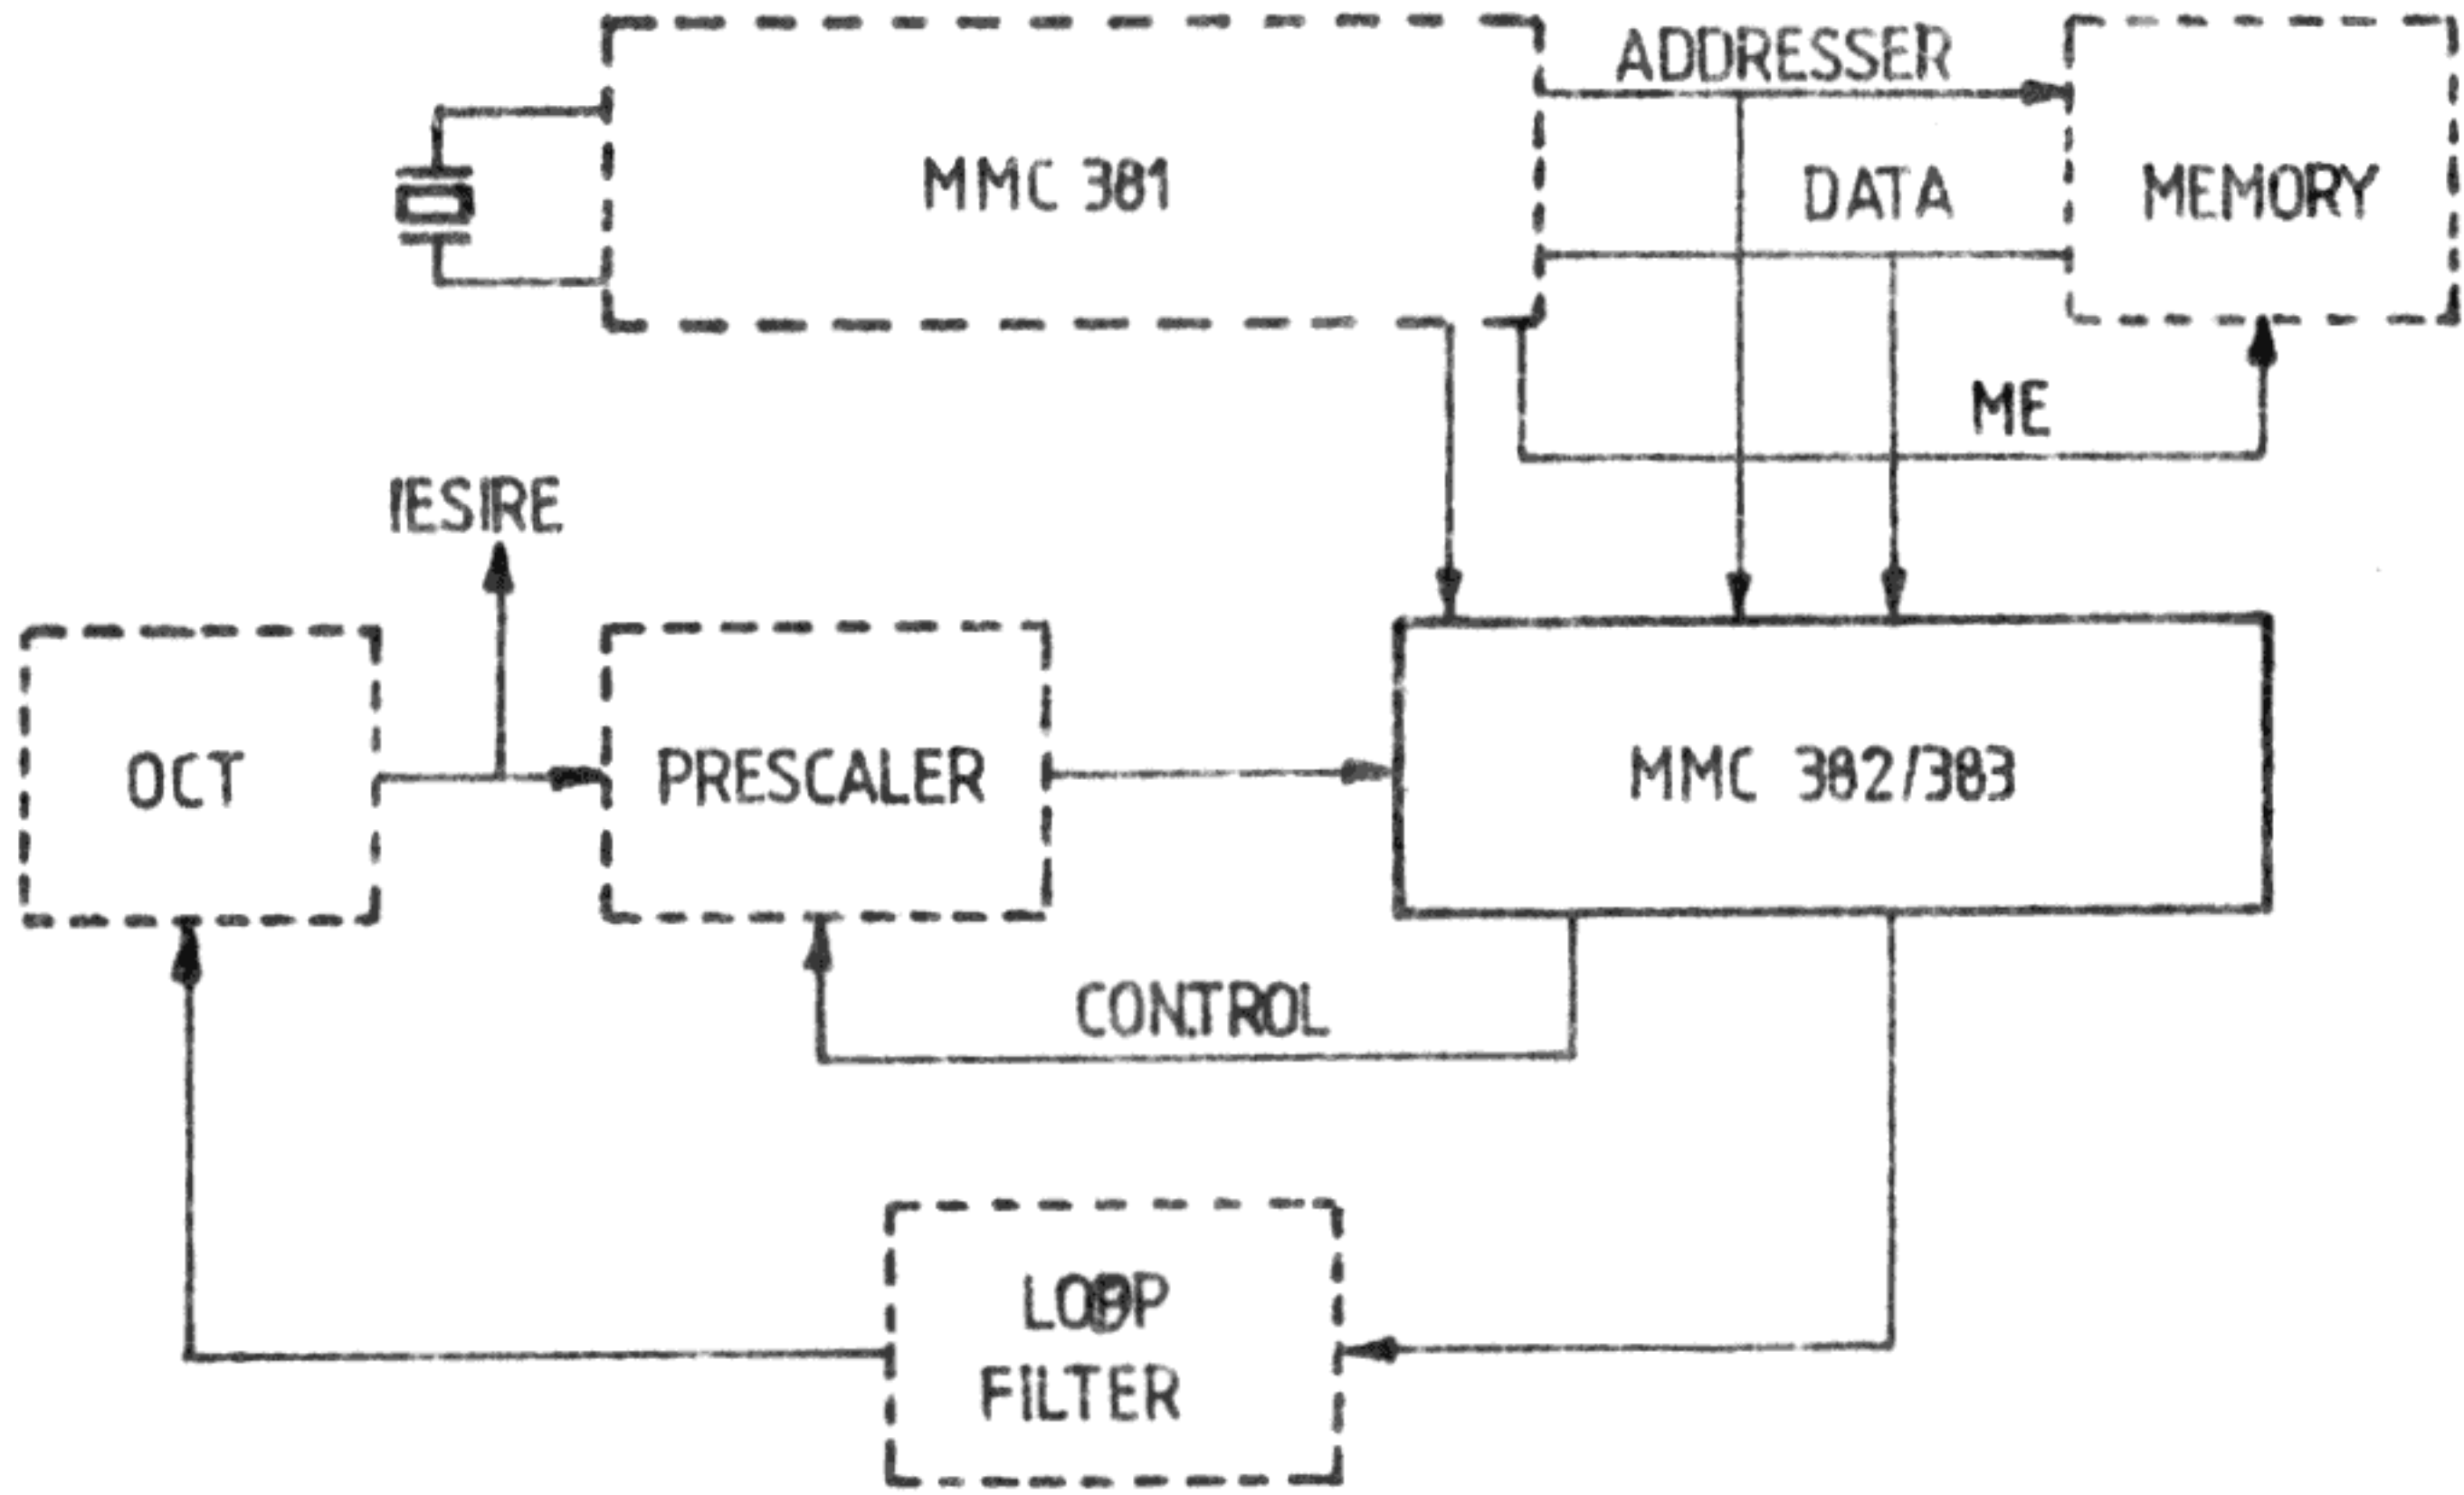 ADDRESSER
MMC 381
DATA
MEMORY
ME
IESIRE
OCT
PRESCALER
MMC 382/383
CONTROL
LOOP
FILTER